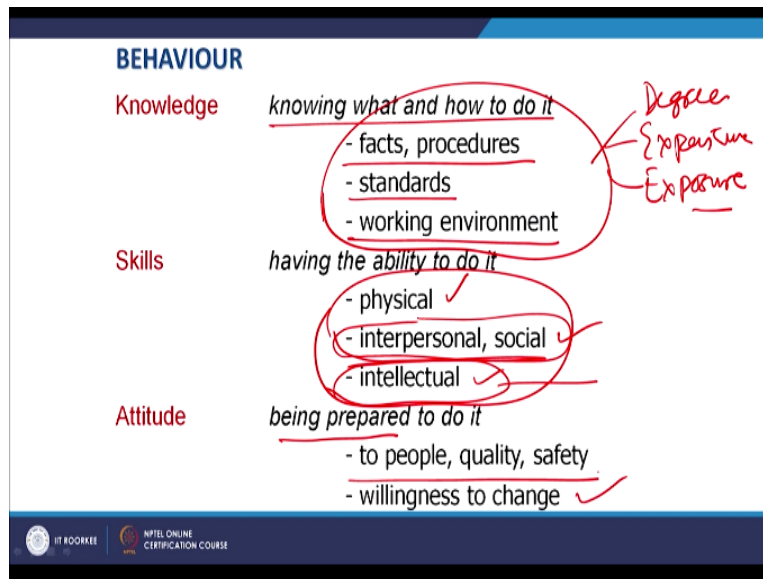 BEHAVIOUR
Knowledge knowing what and how to do it
- facts, procedures
- standards
- working environment
Degree
Exposure
Skills having the ability to do it
- physical
- interpersonal, social
- intellectual
Attitude being prepared to do it
- to people, quality, safety
- willingness to change
IIT ROORKEE
NPTEL ONLINE
CERTIFICATION COURSE